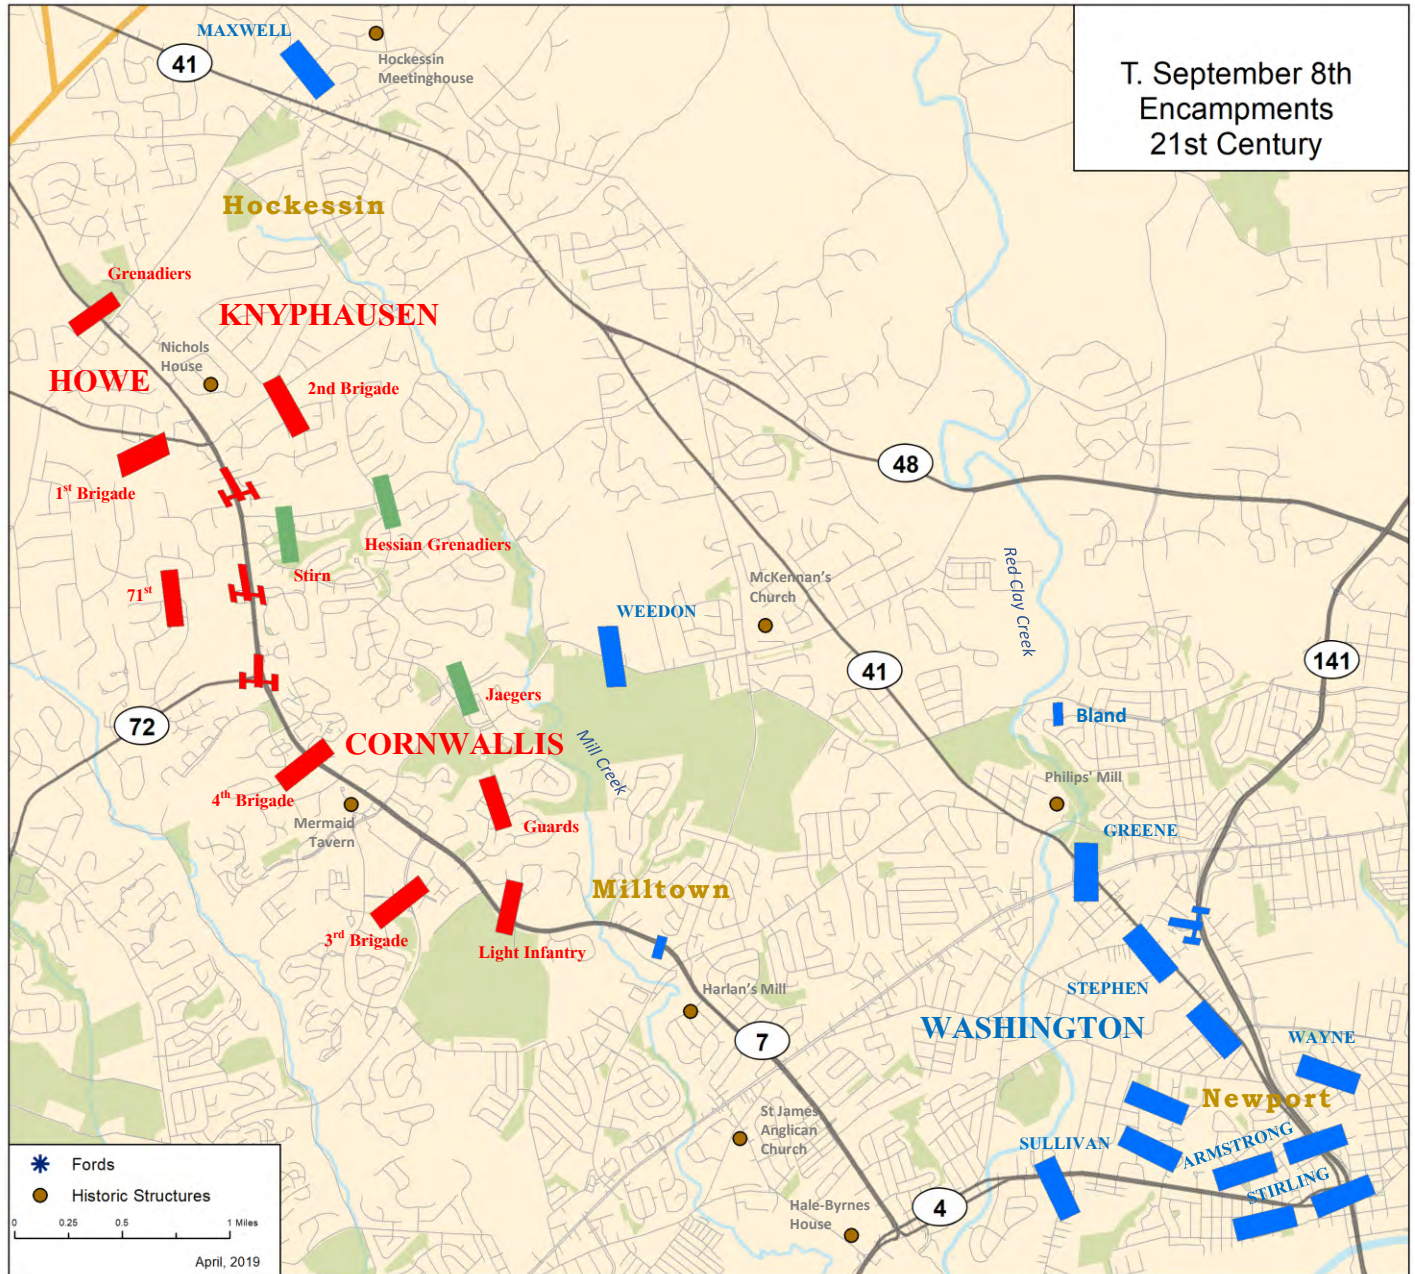 T. September 8th
Encampments
21st Century
MAXWELL
41
Hockessin
Meetinghouse
Hockessin
Grenadiers
KNYPHAUSEN
Nichols
House
HOWE
2nd Brigade
48
1st Brigade
Hessian Grenadiers
Stirn
71st
McKennan's
Church
Red Clay Creek
WEEDON
41
141
Jaegers
Bland
72
CORNWALLIS
Mill Creek
Philips' Mill
4th Brigade
Mermaid
Tavern
Guards
GREENE
Milltown
3rd Brigade
Light Infantry
Harlan's Mill
STEPHEN
WASHINGTON
7
WAYNE
Newport
St James
Anglican
Church
SULLIVAN
ARMSTRONG
STIRLING
Hale-Byrnes
House
4
Fords
Historic Structures
0 0.25 0.5 1 Miles
April, 2019